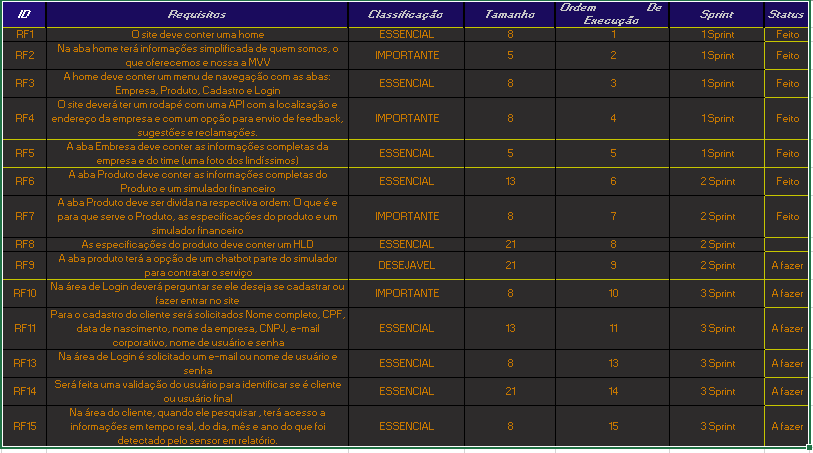 ID Requisitos Classificação Tamanho Ordem De Execução Sprint Status
RF1 O site deve conter uma home ESSENCIAL 8 1 1 Sprint Feito
RF2 Na aba home terá informações simplificada de quem somos, o
que oferecemos e nossa a MVV IMPORTANTE 5 2 1 Sprint Feito
RF3 A home deve conter um menu de navegação com as abas:
Empresa, Produto, Cadastro e Login ESSENCIAL 8 3 1 Sprint Feito
RF4 O site deverá ter um rodapé com uma API com a localização e
endereço da empresa e com um opção para envio de feedback,
sugestões e reclamações. IMPORTANTE 8 4 1 Sprint Feito
RF5 A aba Embresa deve conter as informações completas da
empresa e do time (uma foto dos lindíssimos) ESSENCIAL 5 5 1 Sprint Feito
RF6 A aba Produto deve conter as informações completas do
Produto e um simulador financeiro ESSENCIAL 13 6 2 Sprint Feito
RF7 A aba Produto deve ser divida na respectiva ordem: O que é e
para que serve o Produto, as especificações do produto e um
simulador financeiro IMPORTANTE 8 7 2 Sprint Feito
RF8 As especificações do produto deve conter um HLD ESSENCIAL 21 8 2 Sprint
RF9 A aba produto terá a opção de um chatbot parte do simulador
para contratar o serviço DESEJAVEL 21 9 2 Sprint A fazer
RF10 Na área de Login deverá perguntar se ele deseja se cadastrar ou
fazer entrar no site IMPORTANTE 8 10 3 Sprint A fazer
RF11 Para o cadastro do cliente será solicitados Nome completo, CPF,
data de nascimento, nome da empresa, CNPJ, e-mail
corporativo, nome de usuário e senha ESSENCIAL 13 11 3 Sprint A fazer
RF13 Na área de Login é solicitado um e-mail ou nome de usuário e
senha ESSENCIAL 8 13 3 Sprint A fazer
RF14 Será feita uma validação do usuário para identificar se é cliente
ou usuário final ESSENCIAL 21 14 3 Sprint A fazer
RF15 Na área do cliente, quando ele pesquisar , terá acesso a
informações em tempo real, do dia, mês e ano do que foi
detectado pelo sensor em relatório. ESSENCIAL 8 15 3 Sprint A fazer